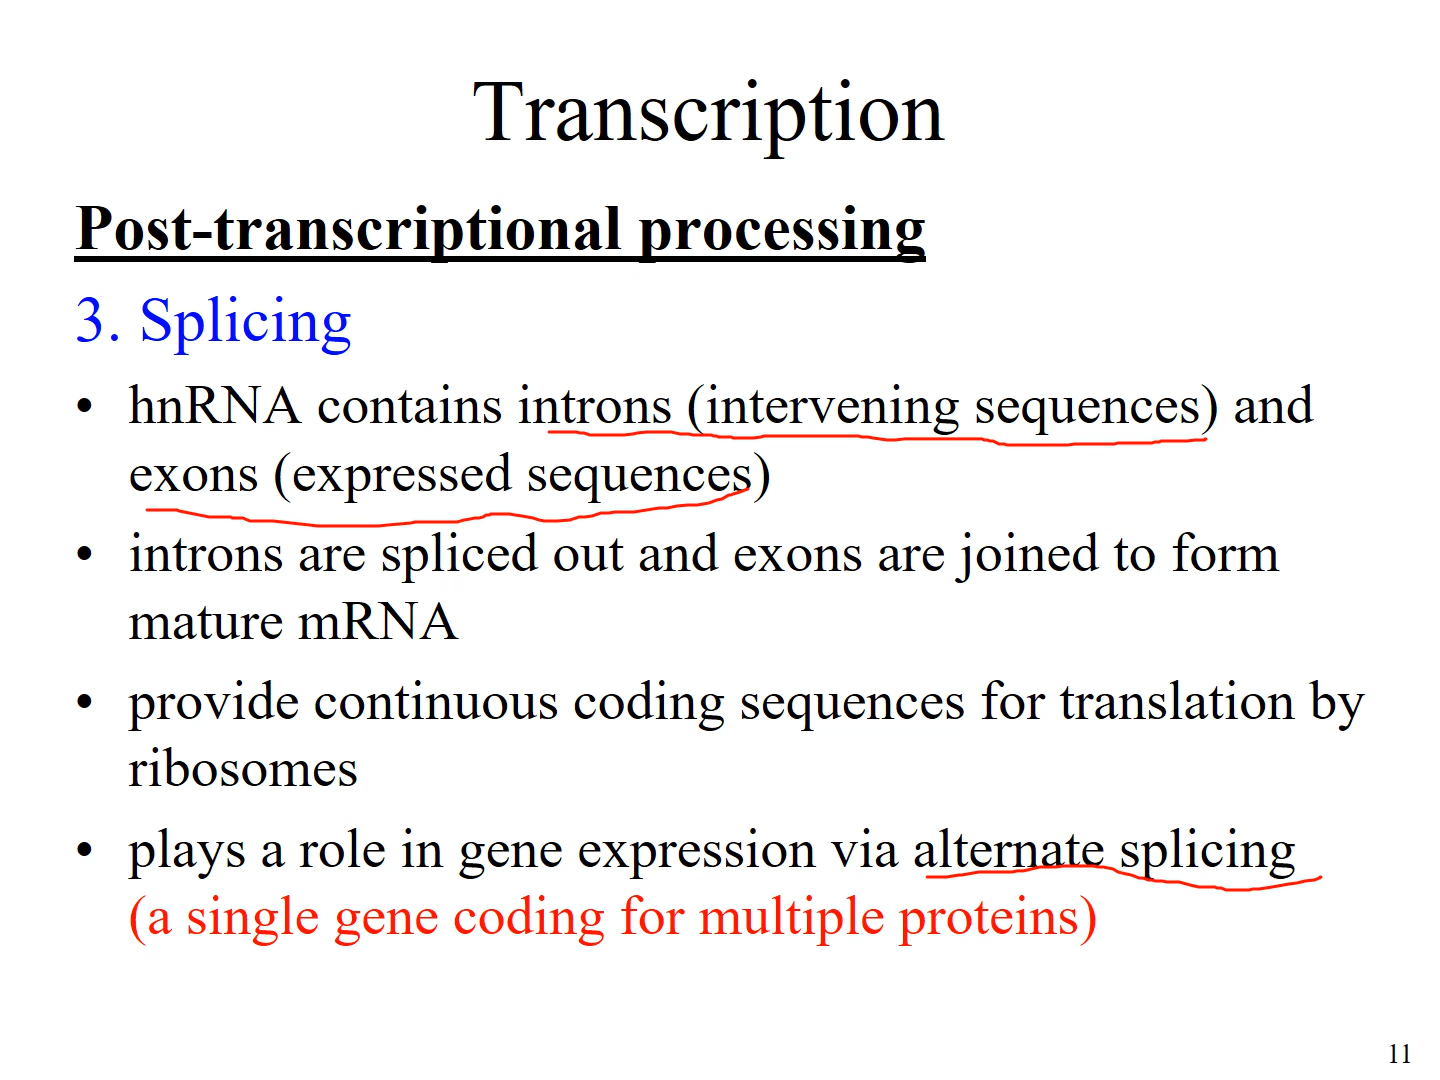 Transcription
Post-transcriptional processing
3. Splicing
• hnRNA contains introns (intervening sequences) and
exons (expressed sequences)
• introns are spliced out and exons are joined to form
mature mRNA
• provide continuous coding sequences for translation by
ribosomes
• plays a role in gene expression via alternate splicing
(a single gene coding for multiple proteins)
11